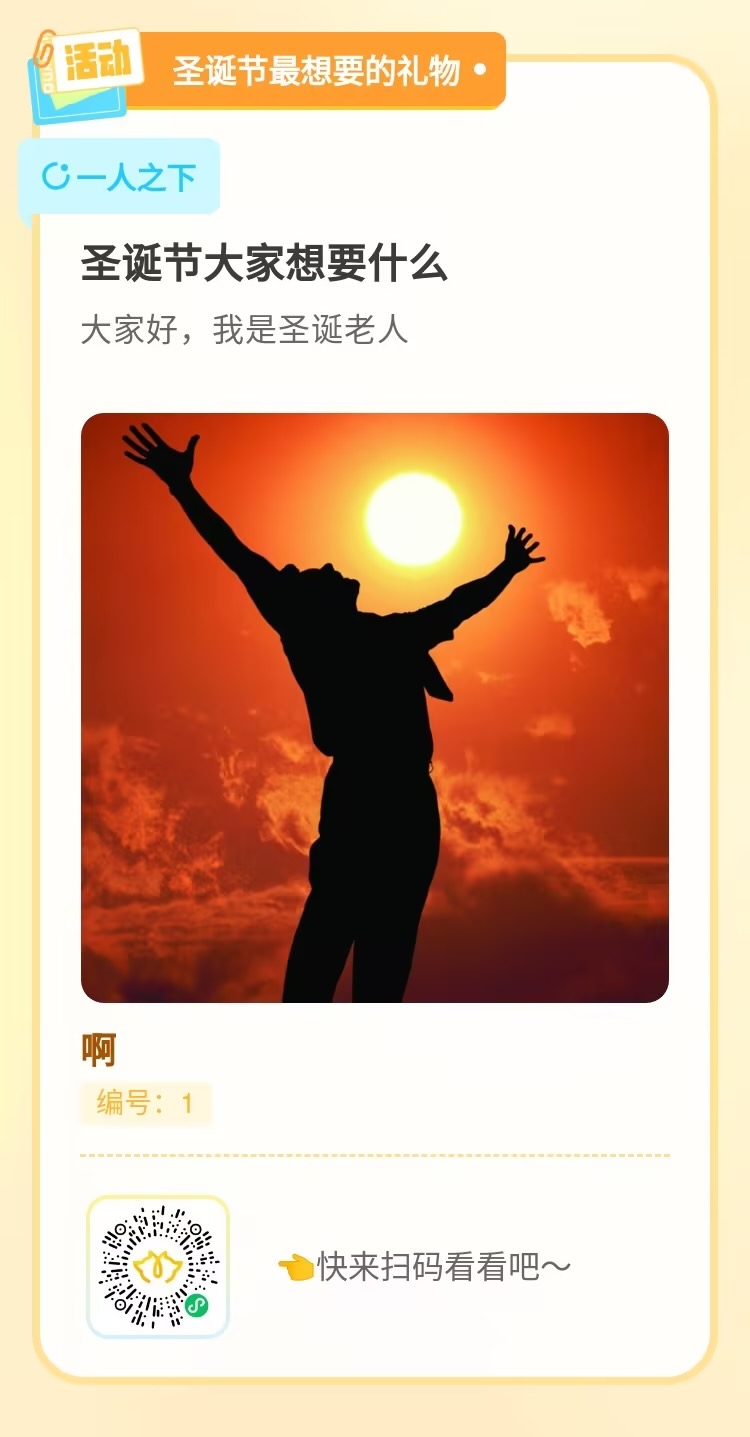 活动
圣诞节最想要的礼物
一人之下
圣诞节大家想要什么
大家好，我是圣诞老人
啊
编号：1
👈快来扫码看看吧～